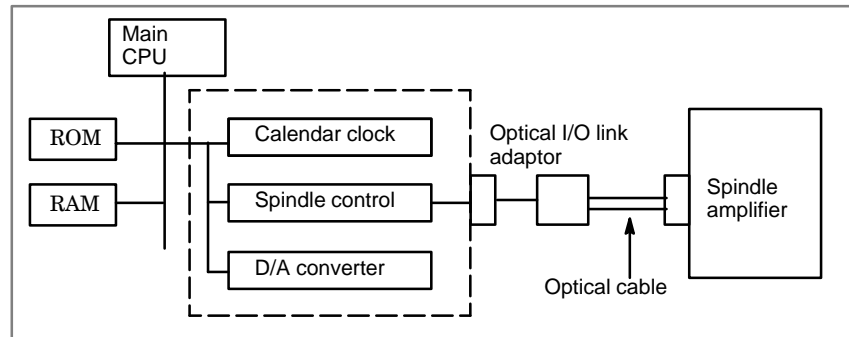 Main
CPU
ROM
Calendar clock
Optical I/O link
adaptor
RAM
Spindle control
Spindle
amplifier
D/A converter
Optical cable